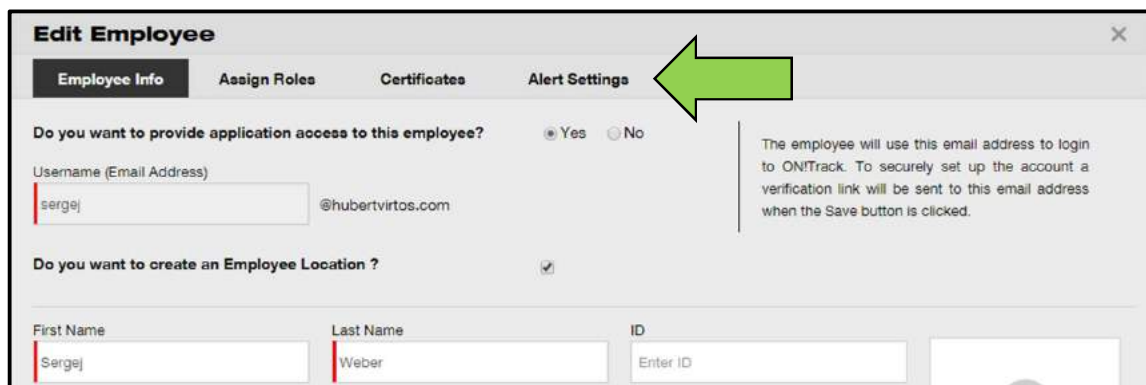 Edit Employee
Employee Info Assign Roles Certificates Alert Settings
Do you want to provide application access to this employee? Yes No
Username (Email Address)
sergej @hubertvirtos.com
The employee will use this email address to login
to ON!Track. To securely set up the account a
verification link will be sent to this email address
when the Save button is clicked.
Do you want to create an Employee Location ?
First Name Last Name ID
Sergej Weber Enter ID